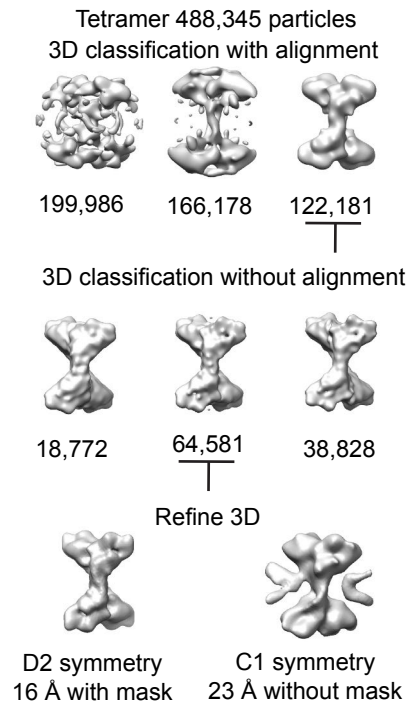 Tetramer 488,345 particles
3D classification with alignment
199,986 166,178 122,181
3D classification without alignment
18,772 64,581 38,828
Refine 3D
D2 symmetry C1 symmetry
16 Å with mask 23 Å without mask